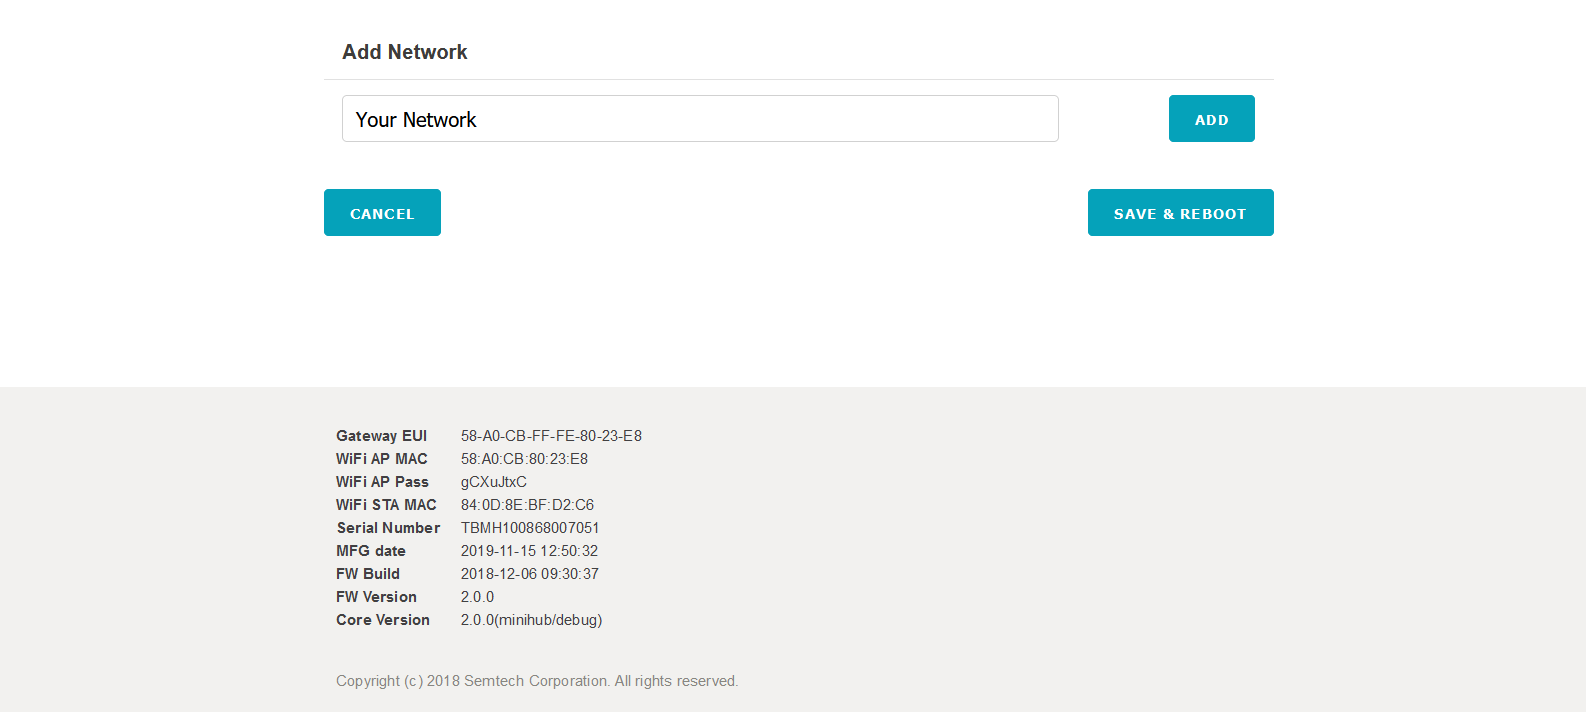 Add Network
Your Network
ADD
CANCEL
SAVE & REBOOT
Gateway EUI 58-A0-CB-FF-FE-80-23-E8
WiFi AP MAC 58:A0:CB:80:23:E8
WiFi AP Pass gCXuJtxC
WiFi STA MAC 84:0D:8E:BF:D2:C6
Serial Number TBMH100868007051
MFG date 2019-11-15 12:50:32
FW Build 2018-12-06 09:30:37
FW Version 2.0.0
Core Version 2.0.0(minihub/debug)
Copyright (c) 2018 Semtech Corporation. All rights reserved.